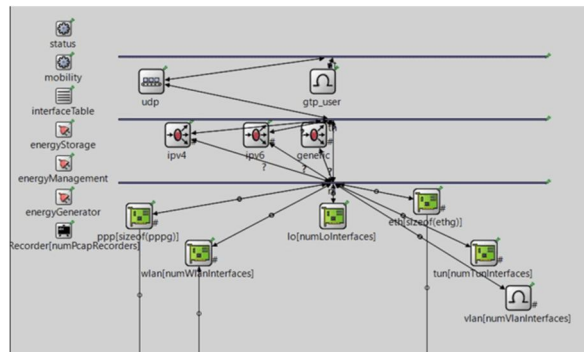 status
mobility
interfaceTable
energyStorage
energyManagement
energyGenerator
Recorder[numPcapRecorders]
udp
gtp_user
tn
ipv4
#
ipv6
#
generic
#
?
?
?
ppp[sizeof(pppg)]
#
wlan[numWlanInterfaces]
#
lo[numLoInterfaces]
#
eth[sizeof(ethg)]
#
tun[numTunInterfaces]
#
vlan[numVlanInterfaces]
#